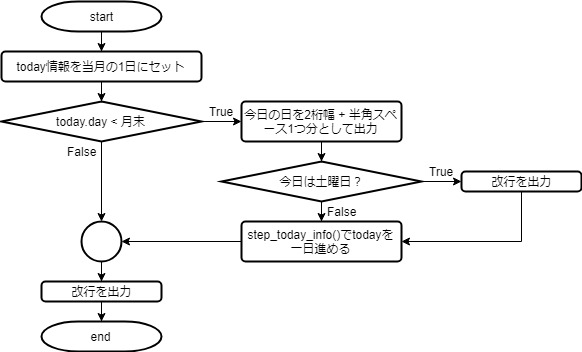 start
today情報を当月の1日にセット
today.day < 月末
True
今日の日を2桁幅 + 半角スペ
ース1つ分として出力
False
今日は土曜日？
True
改行を出力
False
step_today_info()でtodayを
一日進める
改行を出力
end